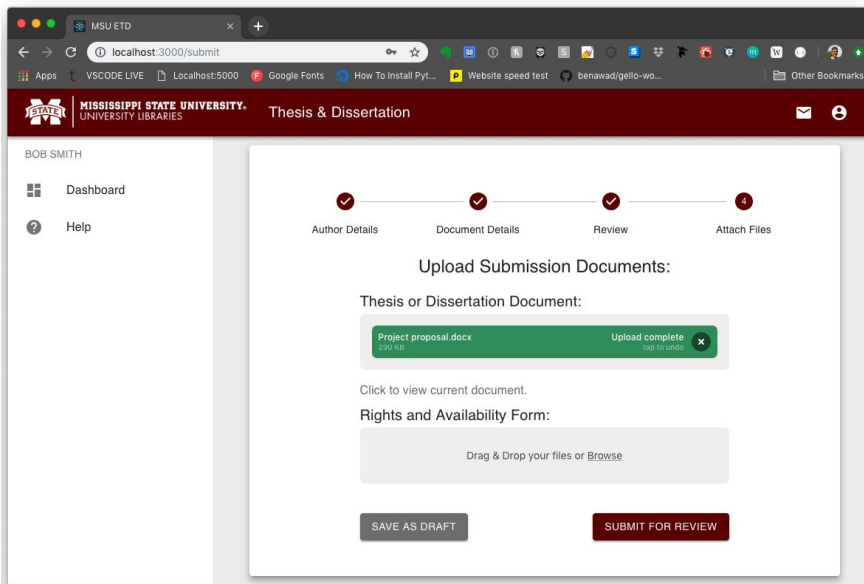 MSU ETD
localhost:3000/submit
Apps
VSCODE LIVE
Localhost:5000
Google Fonts
How To Install Pyt...
Website speed test
benawad/gello-wo...
Other Bookmarks
STATE
MISSISSIPPI STATE UNIVERSITY®
UNIVERSITY LIBRARIES
Thesis & Dissertation
BOB SMITH
Dashboard
Help
4
Author Details
Document Details
Review
Attach Files
Upload Submission Documents:
Thesis or Dissertation Document:
Project proposal.docx
Upload complete
290 KB
tap to undo
Click to view current document.
Rights and Availability Form:
Drag & Drop your files or Browse
SAVE AS DRAFT
SUBMIT FOR REVIEW